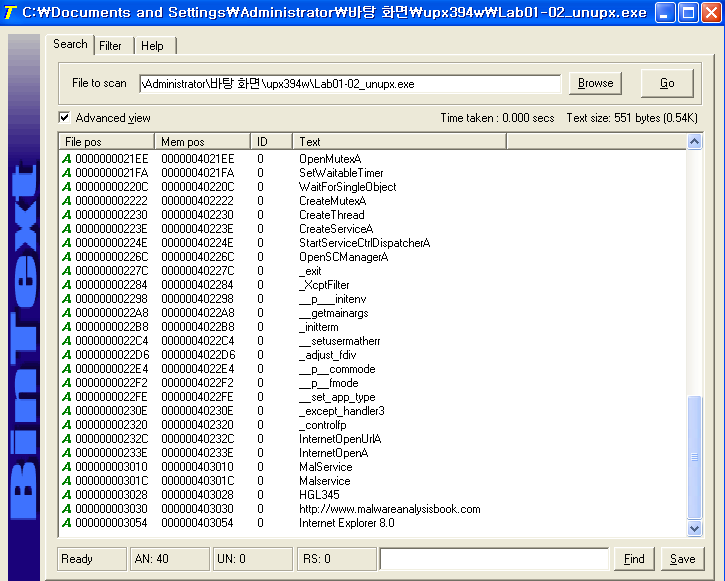 C:₩Documents and Settings₩Administrator₩바탕 화면₩upx394w₩Lab01-02_unupx.exe
Search Filter Help
File to scan ₩Administrator₩바탕 화면₩upx394w₩Lab01-02_unupx.exe Browse Go
Advanced view Time taken : 0.000 secs Text size: 551 bytes (0.54K)
File pos Mem pos ID Text
A 0000000021EE 0000004021EE 0 OpenMutexA
A 0000000021FA 0000004021FA 0 SetWaitableTimer
A 00000000220C 00000040220C 0 WaitForSingleObject
A 000000002222 000000402222 0 CreateMutexA
A 000000002230 000000402230 0 CreateThread
A 00000000223E 00000040223E 0 CreateServiceA
A 00000000224E 00000040224E 0 StartServiceCtrlDispatcherA
A 00000000226C 00000040226C 0 OpenSCManagerA
A 00000000227C 00000040227C 0 _exit
A 000000002284 000000402284 0 _XcptFilter
A 000000002298 000000402298 0 __p___initenv
A 0000000022A8 0000004022A8 0 __getmainargs
A 0000000022B8 0000004022B8 0 _initterm
A 0000000022C4 0000004022C4 0 __setusermatherr
A 0000000022D6 0000004022D6 0 _adjust_fdiv
A 0000000022E4 0000004022E4 0 __p__commode
A 0000000022F2 0000004022F2 0 __p__fmode
A 0000000022FE 0000004022FE 0 __set_app_type
A 00000000230E 00000040230E 0 _except_handler3
A 000000002320 000000402320 0 _controlfp
A 00000000232C 00000040232C 0 InternetOpenUrlA
A 00000000233E 00000040233E 0 InternetOpenA
A 000000003010 000000403010 0 MalService
A 00000000301C 00000040301C 0 Malservice
A 000000003028 000000403028 0 HGL345
A 000000003030 000000403030 0 http://www.malwareanalysisbook.com
A 000000003054 000000403054 0 Internet Explorer 8.0
Ready AN: 40 UN: 0 RS: 0 Find Save
BinText